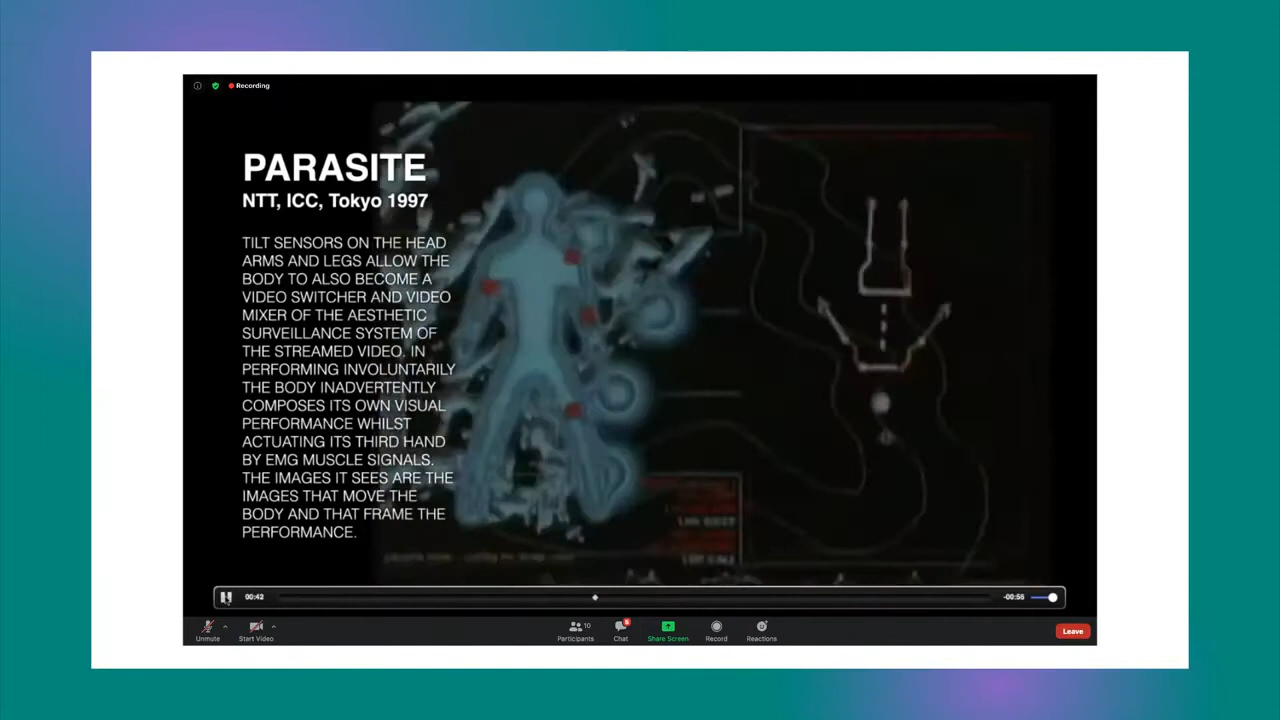 Recording
PARASITE
NTT, ICC, Tokyo 1997
TILT SENSORS ON THE HEAD
ARMS AND LEGS ALLOW THE
BODY TO ALSO BECOME A
VIDEO SWITCHER AND VIDEO
MIXER OF THE AESTHETIC
SURVEILLANCE SYSTEM OF
THE STREAMED VIDEO. IN
PERFORMING INVOLUNTARILY
THE BODY INADVERTENTLY
COMPOSES ITS OWN VISUAL
PERFORMANCE WHILST
ACTUATING ITS THIRD HAND
BY EMG MUSCLE SIGNALS.
THE IMAGES IT SEES ARE THE
IMAGES THAT MOVE THE
BODY AND THAT FRAME THE
PERFORMANCE.
00:42
-00:56
Unmute
Start Video
Participants 10
Chat
Share Screen
Record
Reactions
Leave